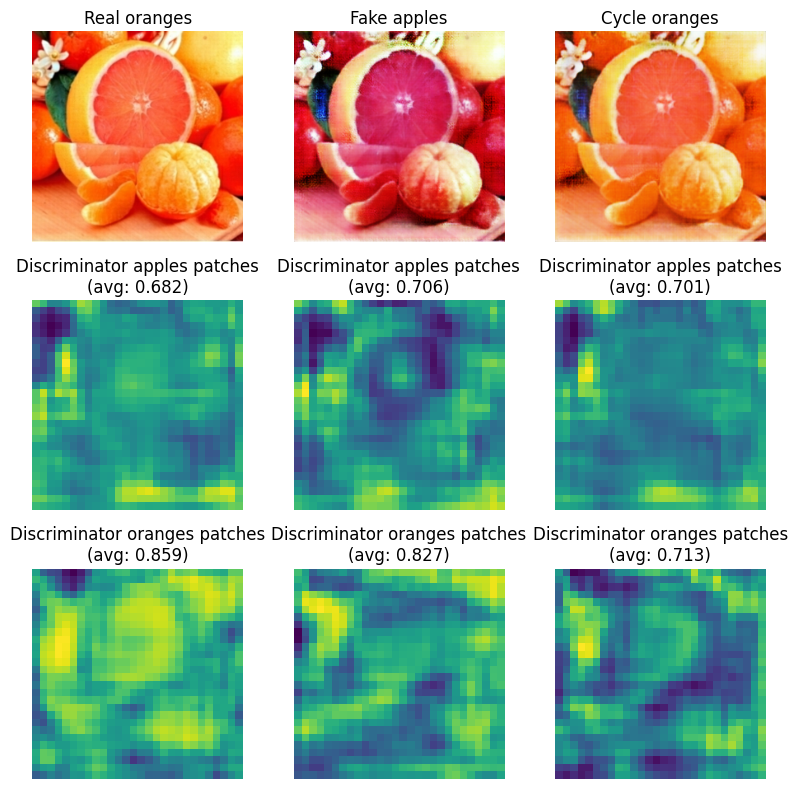 Real oranges
Fake apples
Cycle oranges
Discriminator apples patches
(avg: 0.682)
Discriminator apples patches
(avg: 0.706)
Discriminator apples patches
(avg: 0.701)
Discriminator oranges patches
(avg: 0.859)
Discriminator oranges patches
(avg: 0.827)
Discriminator oranges patches
(avg: 0.713)